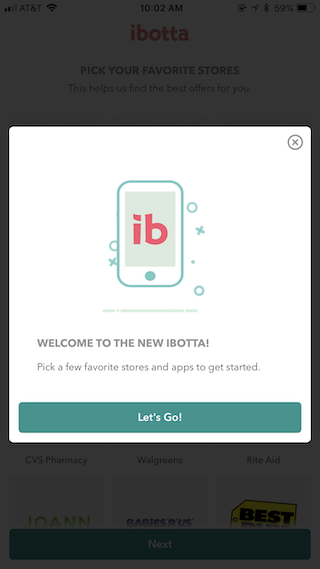 AT&T 10:02 AM 59%
ibotta
PICK YOUR FAVORITE STORES
This helps us find the best offers for you.
ib
WELCOME TO THE NEW IBOTTA!
Pick a few favorite stores and apps to get started.
Let's Go!
CVS Pharmacy Walgreens Rite Aid
JOANN BABIES"R"US BEST
BUY
Next